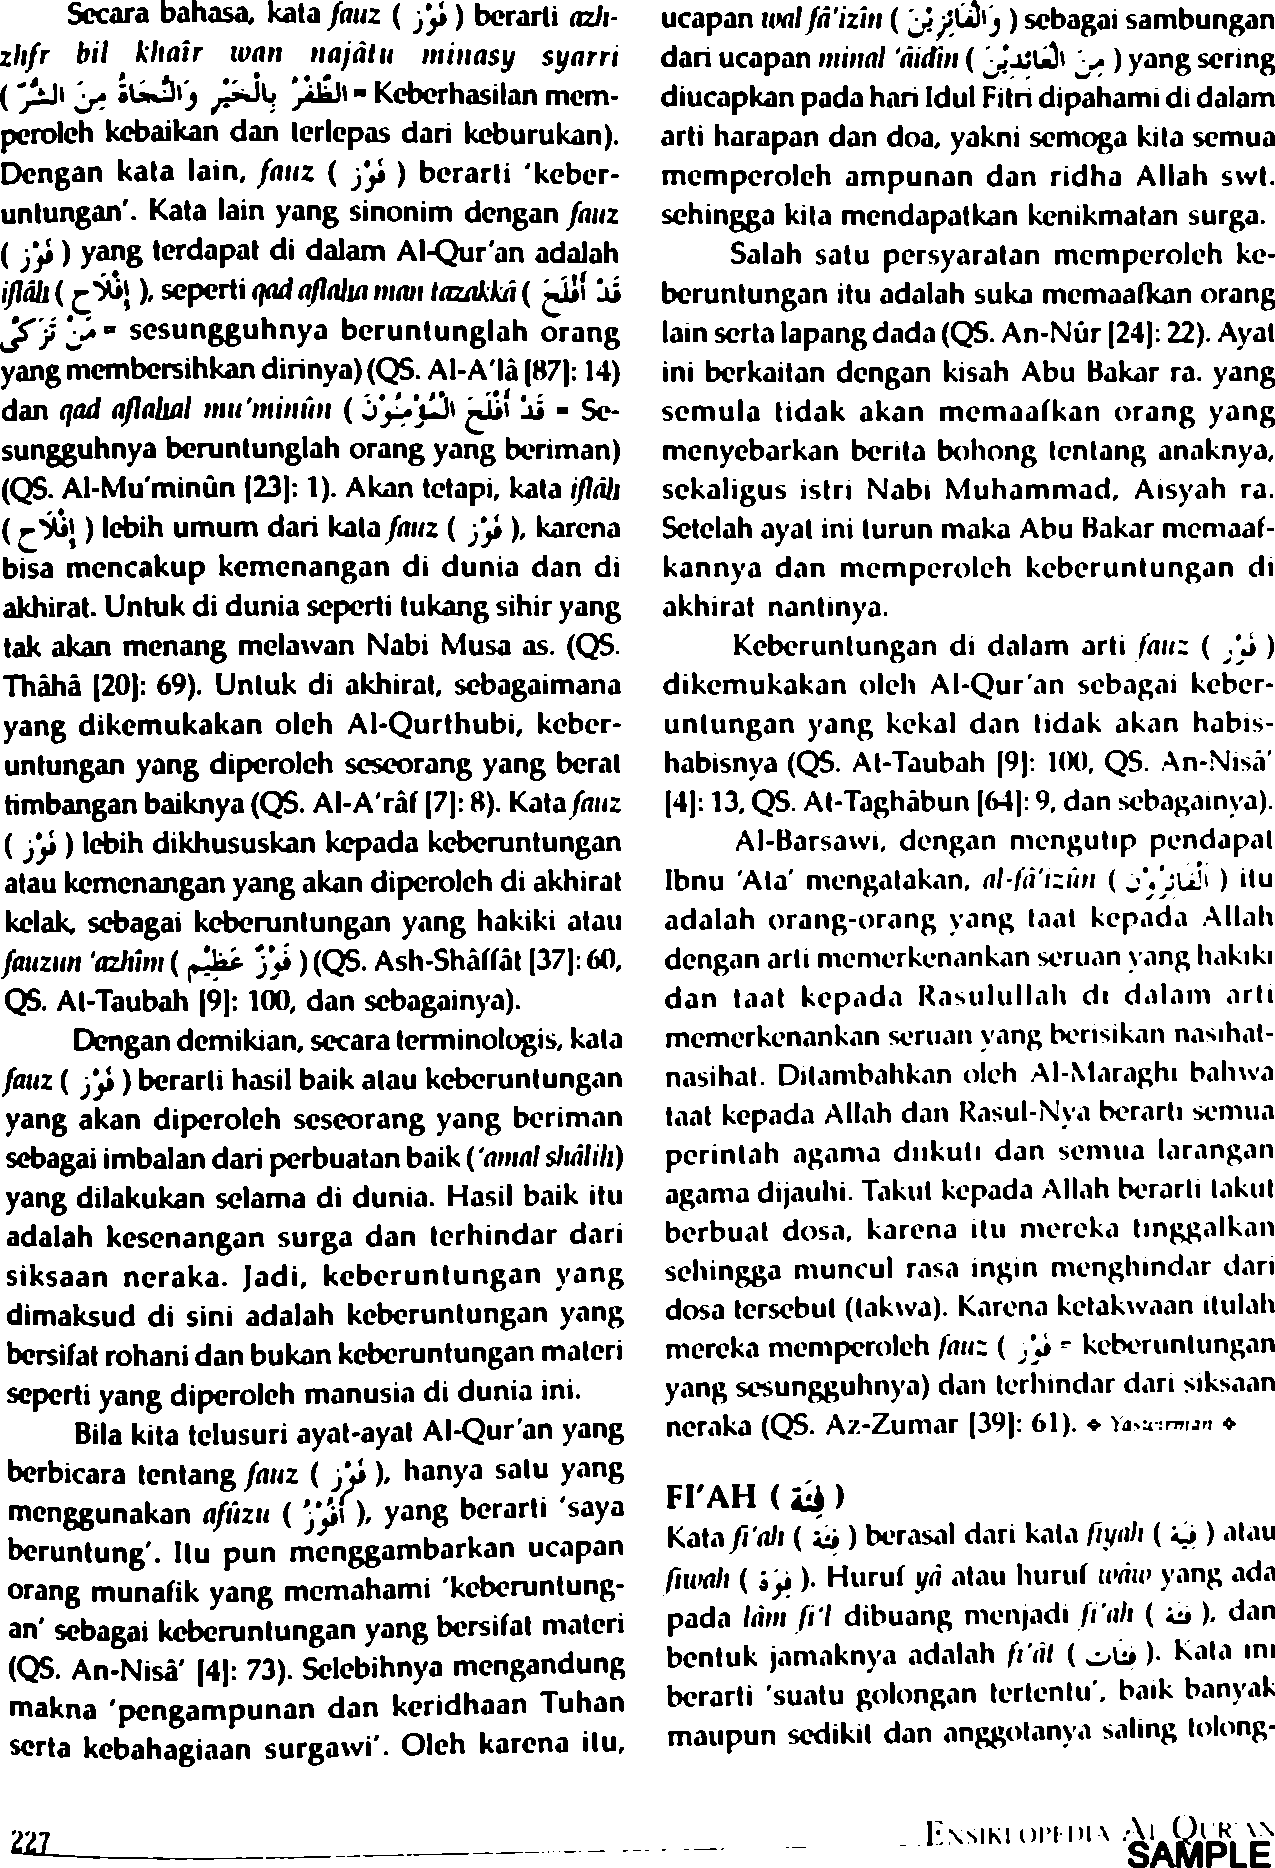 Secara bahasa, kata fauz ( فَوْز ) berarti azh-
zhfr bil khair wan najâtu minasy syarri
( الظَّفْرُ بِالْخَيْرِ وَالنَّجَاةُ مِنَ الشَّرِّ = Keberhasilan mem-
peroleh kebaikan dan terlepas dari keburukan).
Dengan kata lain, fauz ( فَوْز ) berarti 'keber-
untungan'. Kata lain yang sinonim dengan fauz
( فَوْز ) yang terdapat di dalam Al-Qur'an adalah
iflâh ( إِفْلَاح ), seperti qad aflaha man tazakkâ ( قَدْ أَفْلَحَ
مَنْ تَزَكَّى = sesungguhnya beruntunglah orang
yang membersihkan dirinya) (QS. Al-A'lâ [87]: 14)
dan qad aflahal mu'minûn ( قَدْ أَفْلَحَ الْمُؤْمِنُوْنَ = Se-
sungguhnya beruntunglah orang yang beriman)
(QS. Al-Mu'minûn [23]: 1). Akan tetapi, kata iflâh
( إِفْلَاح ) lebih umum dari kata fauz ( فَوْز ), karena
bisa mencakup kemenangan di dunia dan di
akhirat. Untuk di dunia seperti tukang sihir yang
tak akan menang melawan Nabi Musa as. (QS.
Thâhâ [20]: 69). Untuk di akhirat, sebagaimana
yang dikemukakan oleh Al-Qurthubi, keber-
untungan yang diperoleh seseorang yang berat
timbangan baiknya (QS. Al-A'râf [7]: 8). Kata fauz
( فَوْز ) lebih dikhususkan kepada keberuntungan
atau kemenangan yang akan diperoleh di akhirat
kelak, sebagai keberuntungan yang hakiki atau
fauzun 'azhîm ( فَوْزٌ عَظِيْم ) (QS. Ash-Shâffât [37]: 60,
QS. At-Taubah [9]: 100, dan sebagainya).
Dengan demikian, secara terminologis, kata
fauz ( فَوْز ) berarti hasil baik atau keberuntungan
yang akan diperoleh seseorang yang beriman
sebagai imbalan dari perbuatan baik ('amal shâlih)
yang dilakukan selama di dunia. Hasil baik itu
adalah kesenangan surga dan terhindar dari
siksaan neraka. Jadi, keberuntungan yang
dimaksud di sini adalah keberuntungan yang
bersifat rohani dan bukan keberuntungan materi
seperti yang diperoleh manusia di dunia ini.
Bila kita telusuri ayat-ayat Al-Qur'an yang
berbicara tentang fauz ( فَوْز ), hanya satu yang
menggunakan afûzu ( أَفُوْزُ ), yang berarti 'saya
beruntung'. Itu pun menggambarkan ucapan
orang munafik yang memahami 'keberuntung-
an' sebagai keberuntungan yang bersifat materi
(QS. An-Nisâ' [4]: 73). Selebihnya mengandung
makna 'pengampunan dan keridhaan Tuhan
serta kebahagiaan surgawi'. Oleh karena itu,
ucapan wal fâ'izîn ( وَالْفَائِزِيْنَ ) sebagai sambungan
dari ucapan minal 'âidîn ( مِنَ الْعَائِدِيْنَ ) yang sering
diucapkan pada hari Idul Fitri dipahami di dalam
arti harapan dan doa, yakni semoga kita semua
memperoleh ampunan dan ridha Allah swt.
sehingga kita mendapatkan kenikmatan surga.
Salah satu persyaratan memperoleh ke-
beruntungan itu adalah suka memaafkan orang
lain serta lapang dada (QS. An-Nûr [24]: 22). Ayat
ini berkaitan dengan kisah Abu Bakar ra. yang
semula tidak akan memaafkan orang yang
menyebarkan berita bohong tentang anaknya,
sekaligus istri Nabi Muhammad, Aisyah ra.
Setelah ayat ini turun maka Abu Bakar memaaf-
kannya dan memperoleh keberuntungan di
akhirat nantinya.
Keberuntungan di dalam arti fauz ( فَوْز )
dikemukakan oleh Al-Qur'an sebagai keber-
untungan yang kekal dan tidak akan habis-
habisnya (QS. At-Taubah [9]: 100, QS. An-Nisâ'
[4]: 13, QS. At-Taghâbun [64]: 9, dan sebagainya).
Al-Barsawi, dengan mengutip pendapat
Ibnu 'Ata' mengatakan, al-fâ'izûn ( الْفَائِزُوْنَ ) itu
adalah orang-orang yang taat kepada Allah
dengan arti memerkenankan seruan yang hakiki
dan taat kepada Rasulullah di dalam arti
memerkenankan seruan yang berisikan nasihat-
nasihat. Ditambahkan oleh Al-Maraghi bahwa
taat kepada Allah dan Rasul-Nya berarti semua
perintah agama diikuti dan semua larangan
agama dijauhi. Takut kepada Allah berarti takut
berbuat dosa, karena itu mereka tinggalkan
sehingga muncul rasa ingin menghindar dari
dosa tersebut (takwa). Karena ketakwaan itulah
mereka memperoleh fauz ( فَوْز = keberuntungan
yang sesungguhnya) dan terhindar dari siksaan
neraka (QS. Az-Zumar [39]: 61). ❖ Yasuirman ❖
FI'AH ( فِئَة )
Kata fi'ah ( فِئَة ) berasal dari kata fiyah ( فِيَة ) atau
fiwah ( فِوَة ). Huruf yâ atau huruf wâw yang ada
pada lâm fi'l dibuang menjadi fi'ah ( فِئَة ), dan
bentuk jamaknya adalah fi'ât ( فِئَات ). Kata ini
berarti 'suatu golongan tertentu', baik banyak
maupun sedikit dan anggotanya saling tolong-
227
ENSIKLOPEDIA AL QUR'AN
SAMPLE